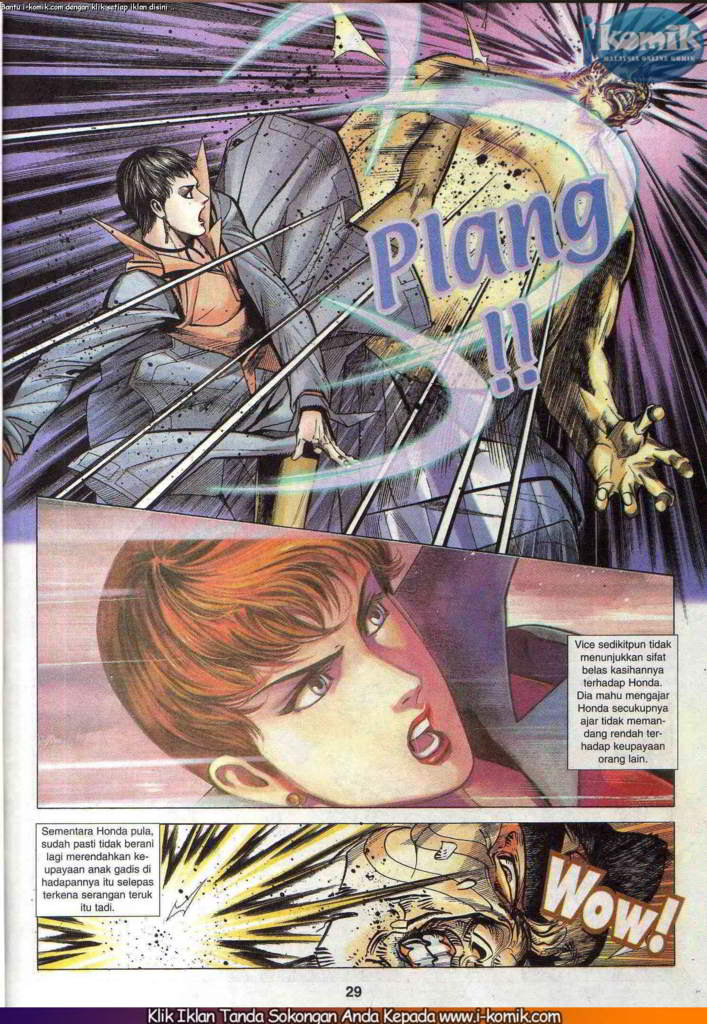 Bantu i-komik.com dengan klik setiap iklan disini ...
i komik
MALAYSIA ONLINE KOMIK
Plang
!!
Vice sedikitpun tidak
menunjukkan sifat
belas kasihannya
terhadap Honda.
Dia mahu mengajar
Honda secukupnya
ajar tidak meman-
dang rendah ter-
hadap keupayaan
orang lain.
Sementara Honda pula,
sudah pasti tidak berani
lagi merendahkan ke-
upayaan anak gadis di
hadapannya itu selepas
terkena serangan teruk
itu tadi.
Wow!
29
Klik Iklan Tanda Sokongan Anda Kepada www.i-komik.com